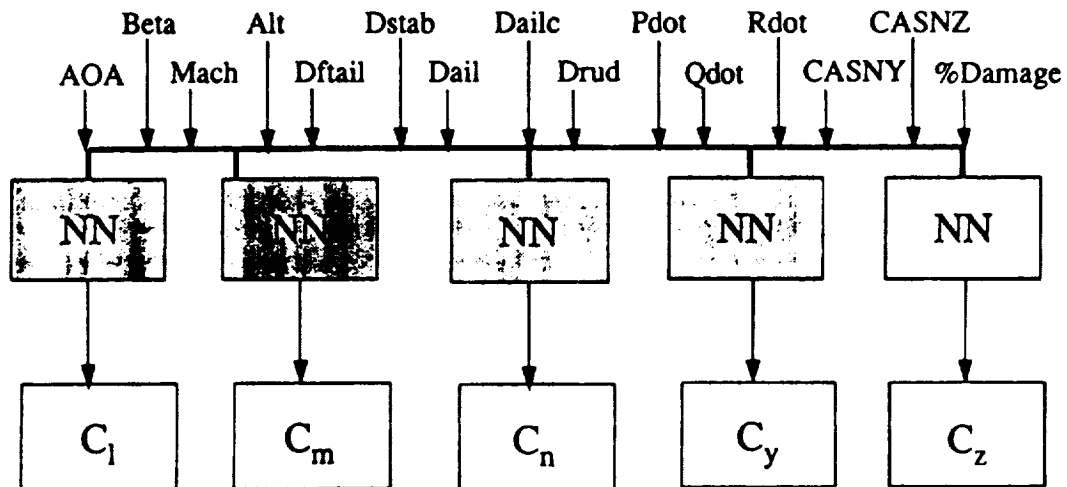 Beta Alt Dstab Dailc Pdot Rdot CASNZ
AOA Mach Dftail Dail Drud Qdot CASNY %Damage
NN NN NN NN NN
C_l C_m C_n C_y C_z